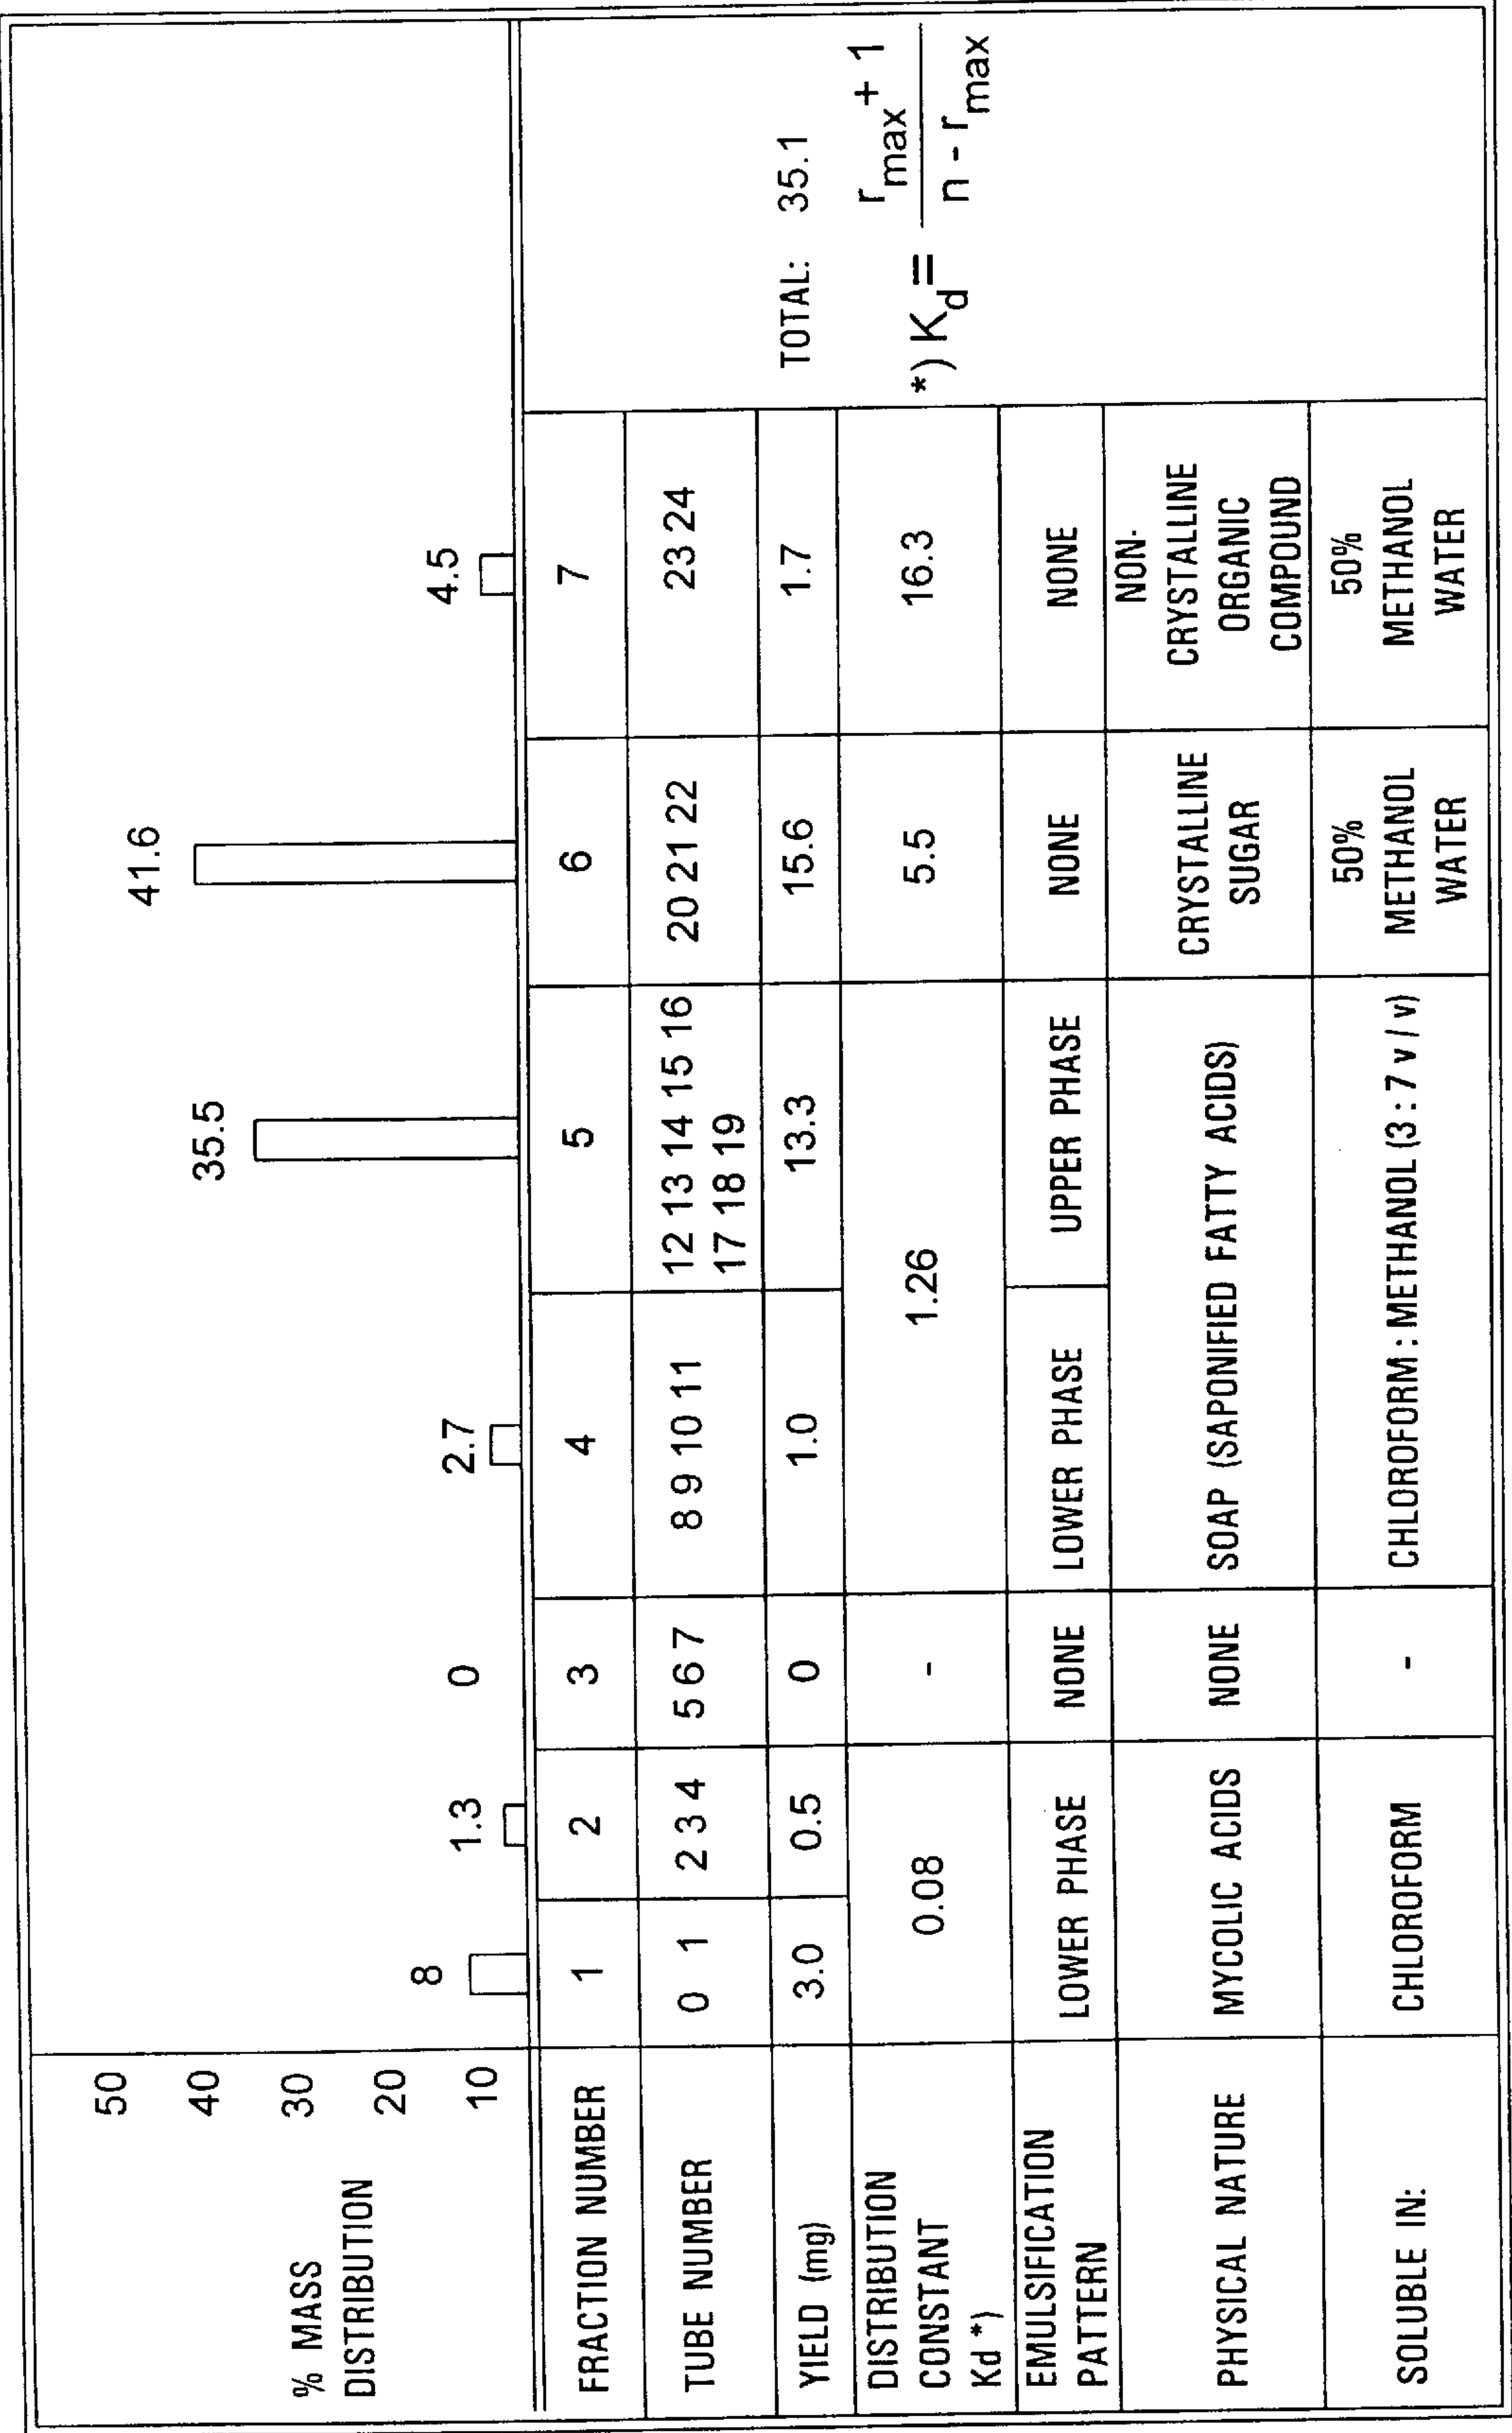 % MASS
DISTRIBUTION
50
40
30
20
10
8
1.3
0
2.7
35.5
41.6
4.5
FRACTION NUMBER 1 2 3 4 5 6 7
TUBE NUMBER 0 1 2 3 4 5 6 7 8 9 10 11 12 13 14 15 16 20 21 22 23 24
17 18 19
YIELD (mg) 3.0 0.5 0 1.0 13.3 15.6 1.7 TOTAL: 35.1
DISTRIBUTION
CONSTANT 0.08 - 1.26 5.5 16.3
Kd *)
*) Kd = rmax + 1
n - rmax
EMULSIFICATION
PATTERN
LOWER PHASE NONE LOWER PHASE UPPER PHASE NONE NONE
PHYSICAL NATURE MYCOLIC ACIDS NONE SOAP (SAPONIFIED FATTY ACIDS)
CRYSTALLINE
SUGAR
NON-
CRYSTALLINE
ORGANIC
COMPOUND
SOLUBLE IN: CHLOROFORM - CHLOROFORM : METHANOL (3 : 7 v / v)
50%
METHANOL
WATER
50%
METHANOL
WATER